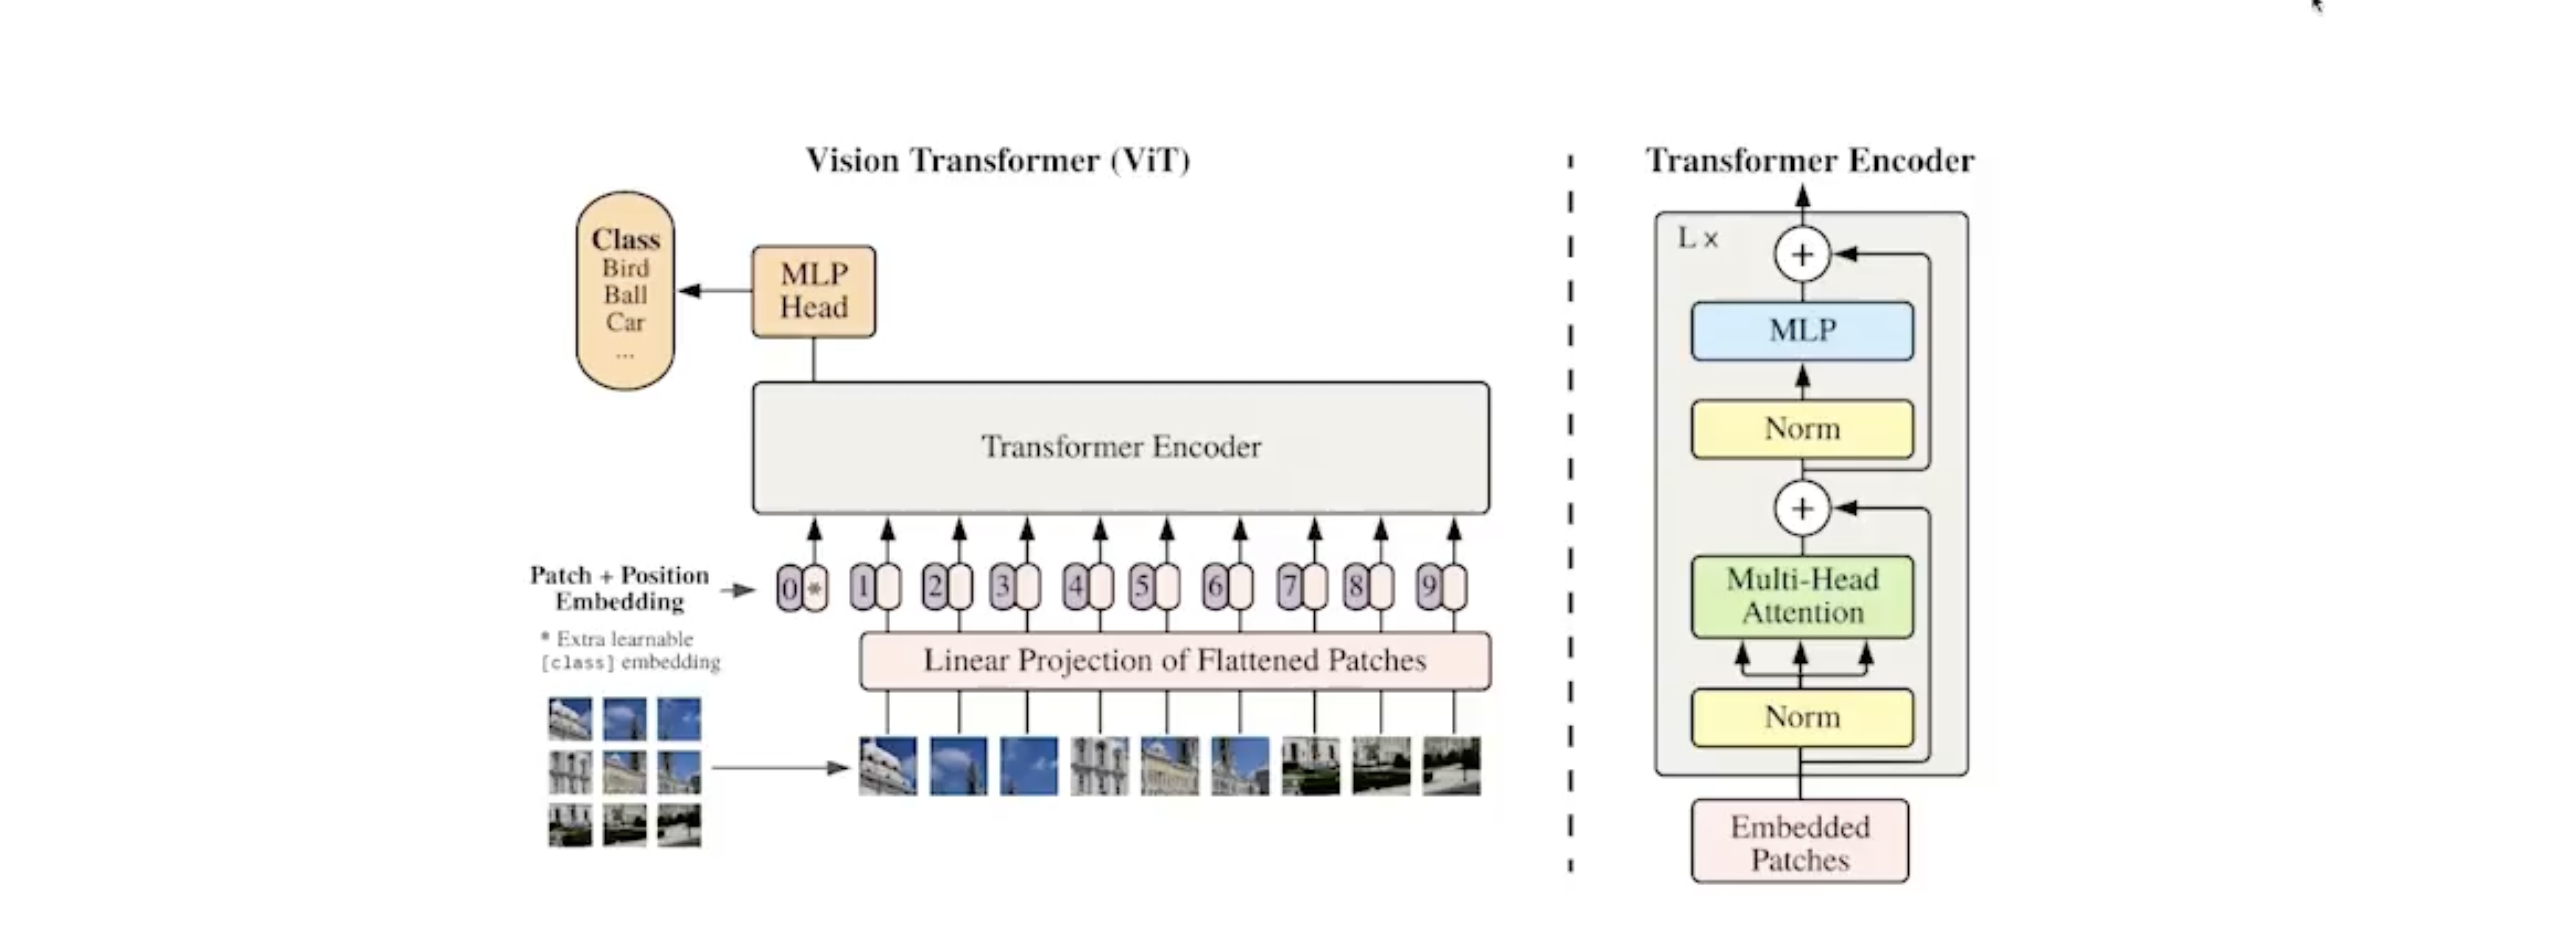 Vision Transformer (ViT)
Class
Bird
Ball
Car
...
MLP
Head
Transformer Encoder
Patch + Position
Embedding
0 * 1 2 3 4 5 6 7 8 9
* Extra learnable
[class] embedding
Linear Projection of Flattened Patches
Transformer Encoder
L x
+
MLP
Norm
+
Multi-Head
Attention
Norm
Embedded
Patches